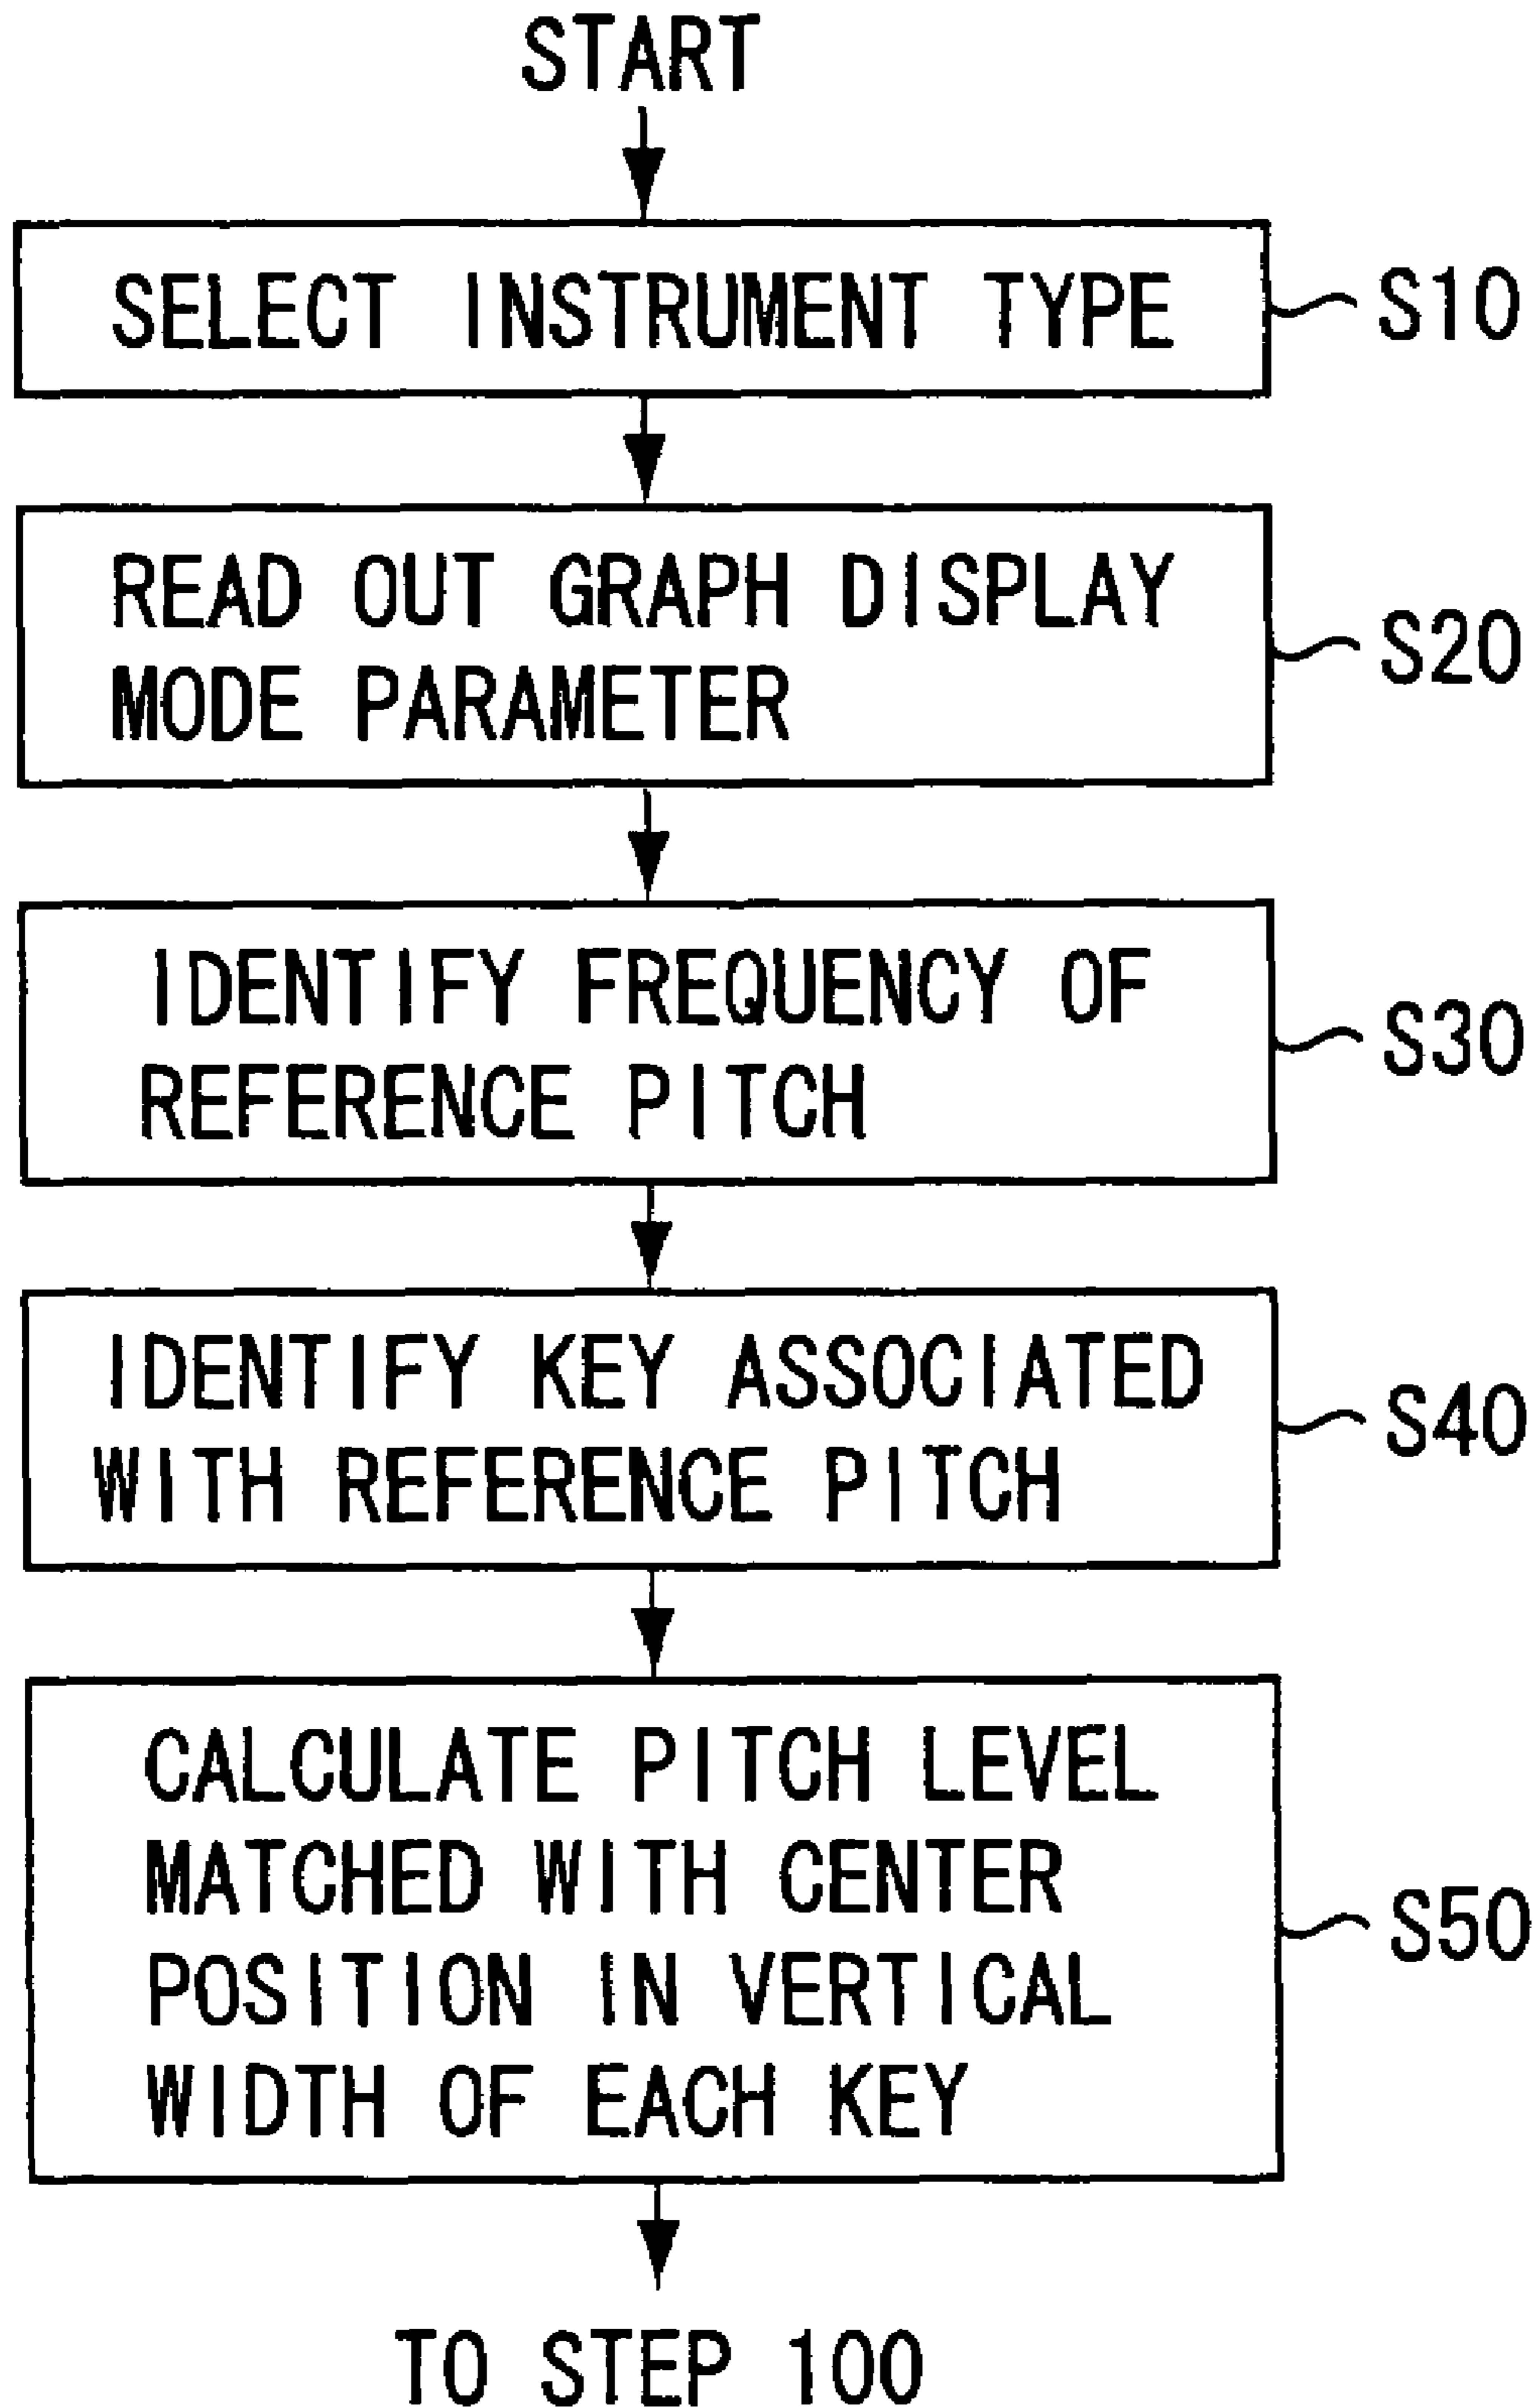 START
SELECT INSTRUMENT TYPE
S10
READ OUT GRAPH DISPLAY
MODE PARAMETER
S20
IDENTIFY FREQUENCY OF
REFERENCE PITCH
S30
IDENTIFY KEY ASSOCIATED
WITH REFERENCE PITCH
S40
CALCULATE PITCH LEVEL
MATCHED WITH CENTER
POSITION IN VERTICAL
WIDTH OF EACH KEY
S50
TO STEP 100